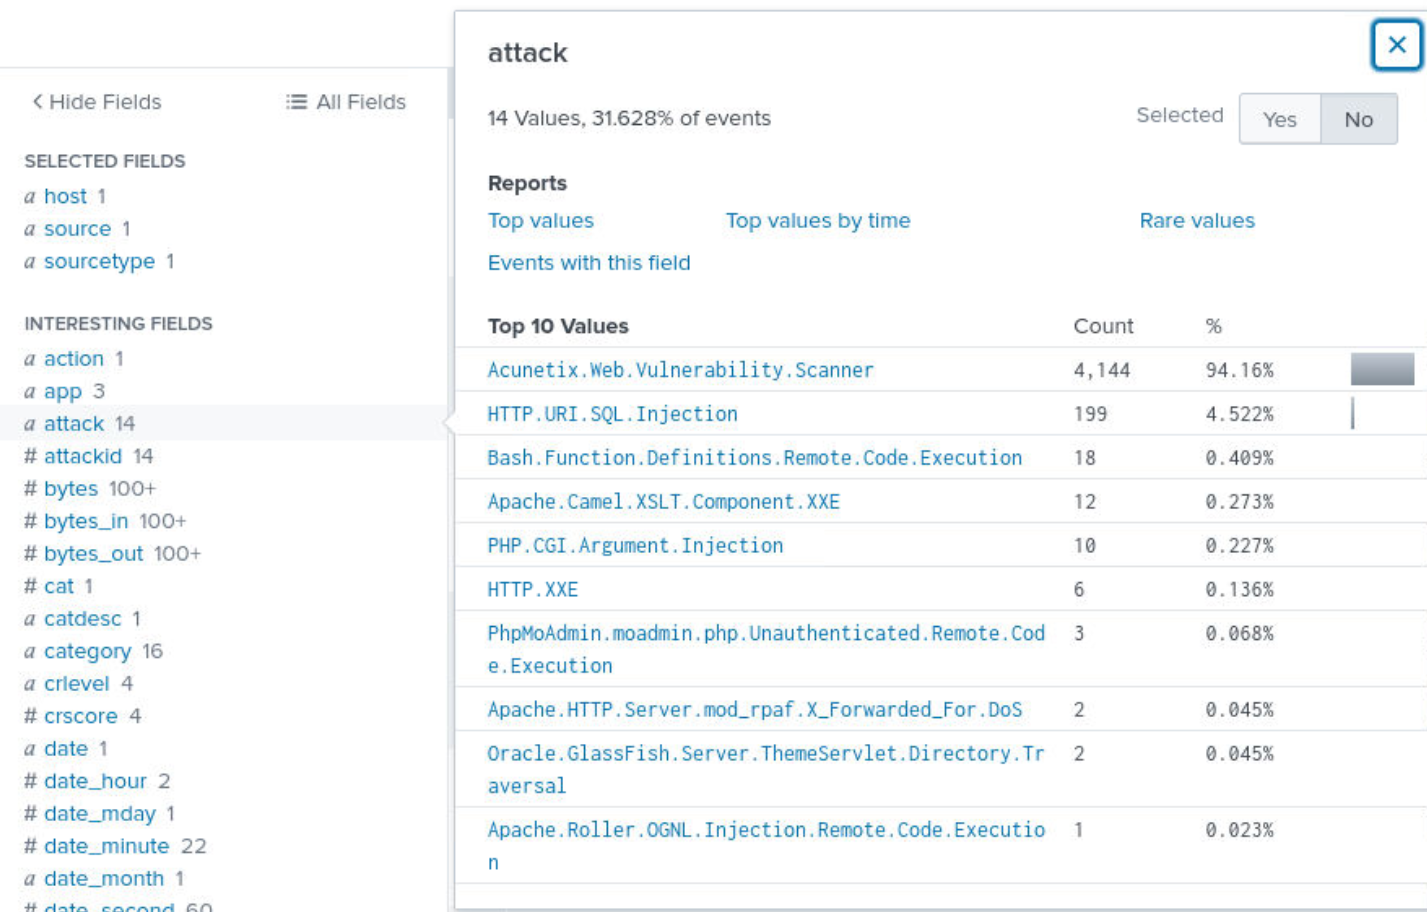 Hide Fields
All Fields
SELECTED FIELDS
a host 1
a source 1
a sourcetype 1
INTERESTING FIELDS
a action 1
a app 3
a attack 14
# attackid 14
# bytes 100+
# bytes_in 100+
# bytes_out 100+
# cat 1
a catdesc 1
a category 16
a crlevel 4
# crscore 4
a date 1
# date_hour 2
# date_mday 1
# date_minute 22
a date_month 1
# date_second 60
attack
14 Values, 31.628% of events
Selected Yes No
Reports
Top values Top values by time Rare values
Events with this field
Top 10 Values Count %
Acunetix.Web.Vulnerability.Scanner 4,144 94.16%
HTTP.URI.SQL.Injection 199 4.522%
Bash.Function.Definitions.Remote.Code.Execution 18 0.409%
Apache.Camel.XSLT.Component.XXE 12 0.273%
PHP.CGI.Argument.Injection 10 0.227%
HTTP.XXE 6 0.136%
PhpMoAdmin.moadmin.php.Unauthenticated.Remote.Cod 3 0.068%
e.Execution
Apache.HTTP.Server.mod_rpaf.X_Forwarded_For.DoS 2 0.045%
Oracle.GlassFish.Server.ThemeServlet.Directory.Tr 2 0.045%
aversal
Apache.Roller.OGNL.Injection.Remote.Code.Executio 1 0.023%
n